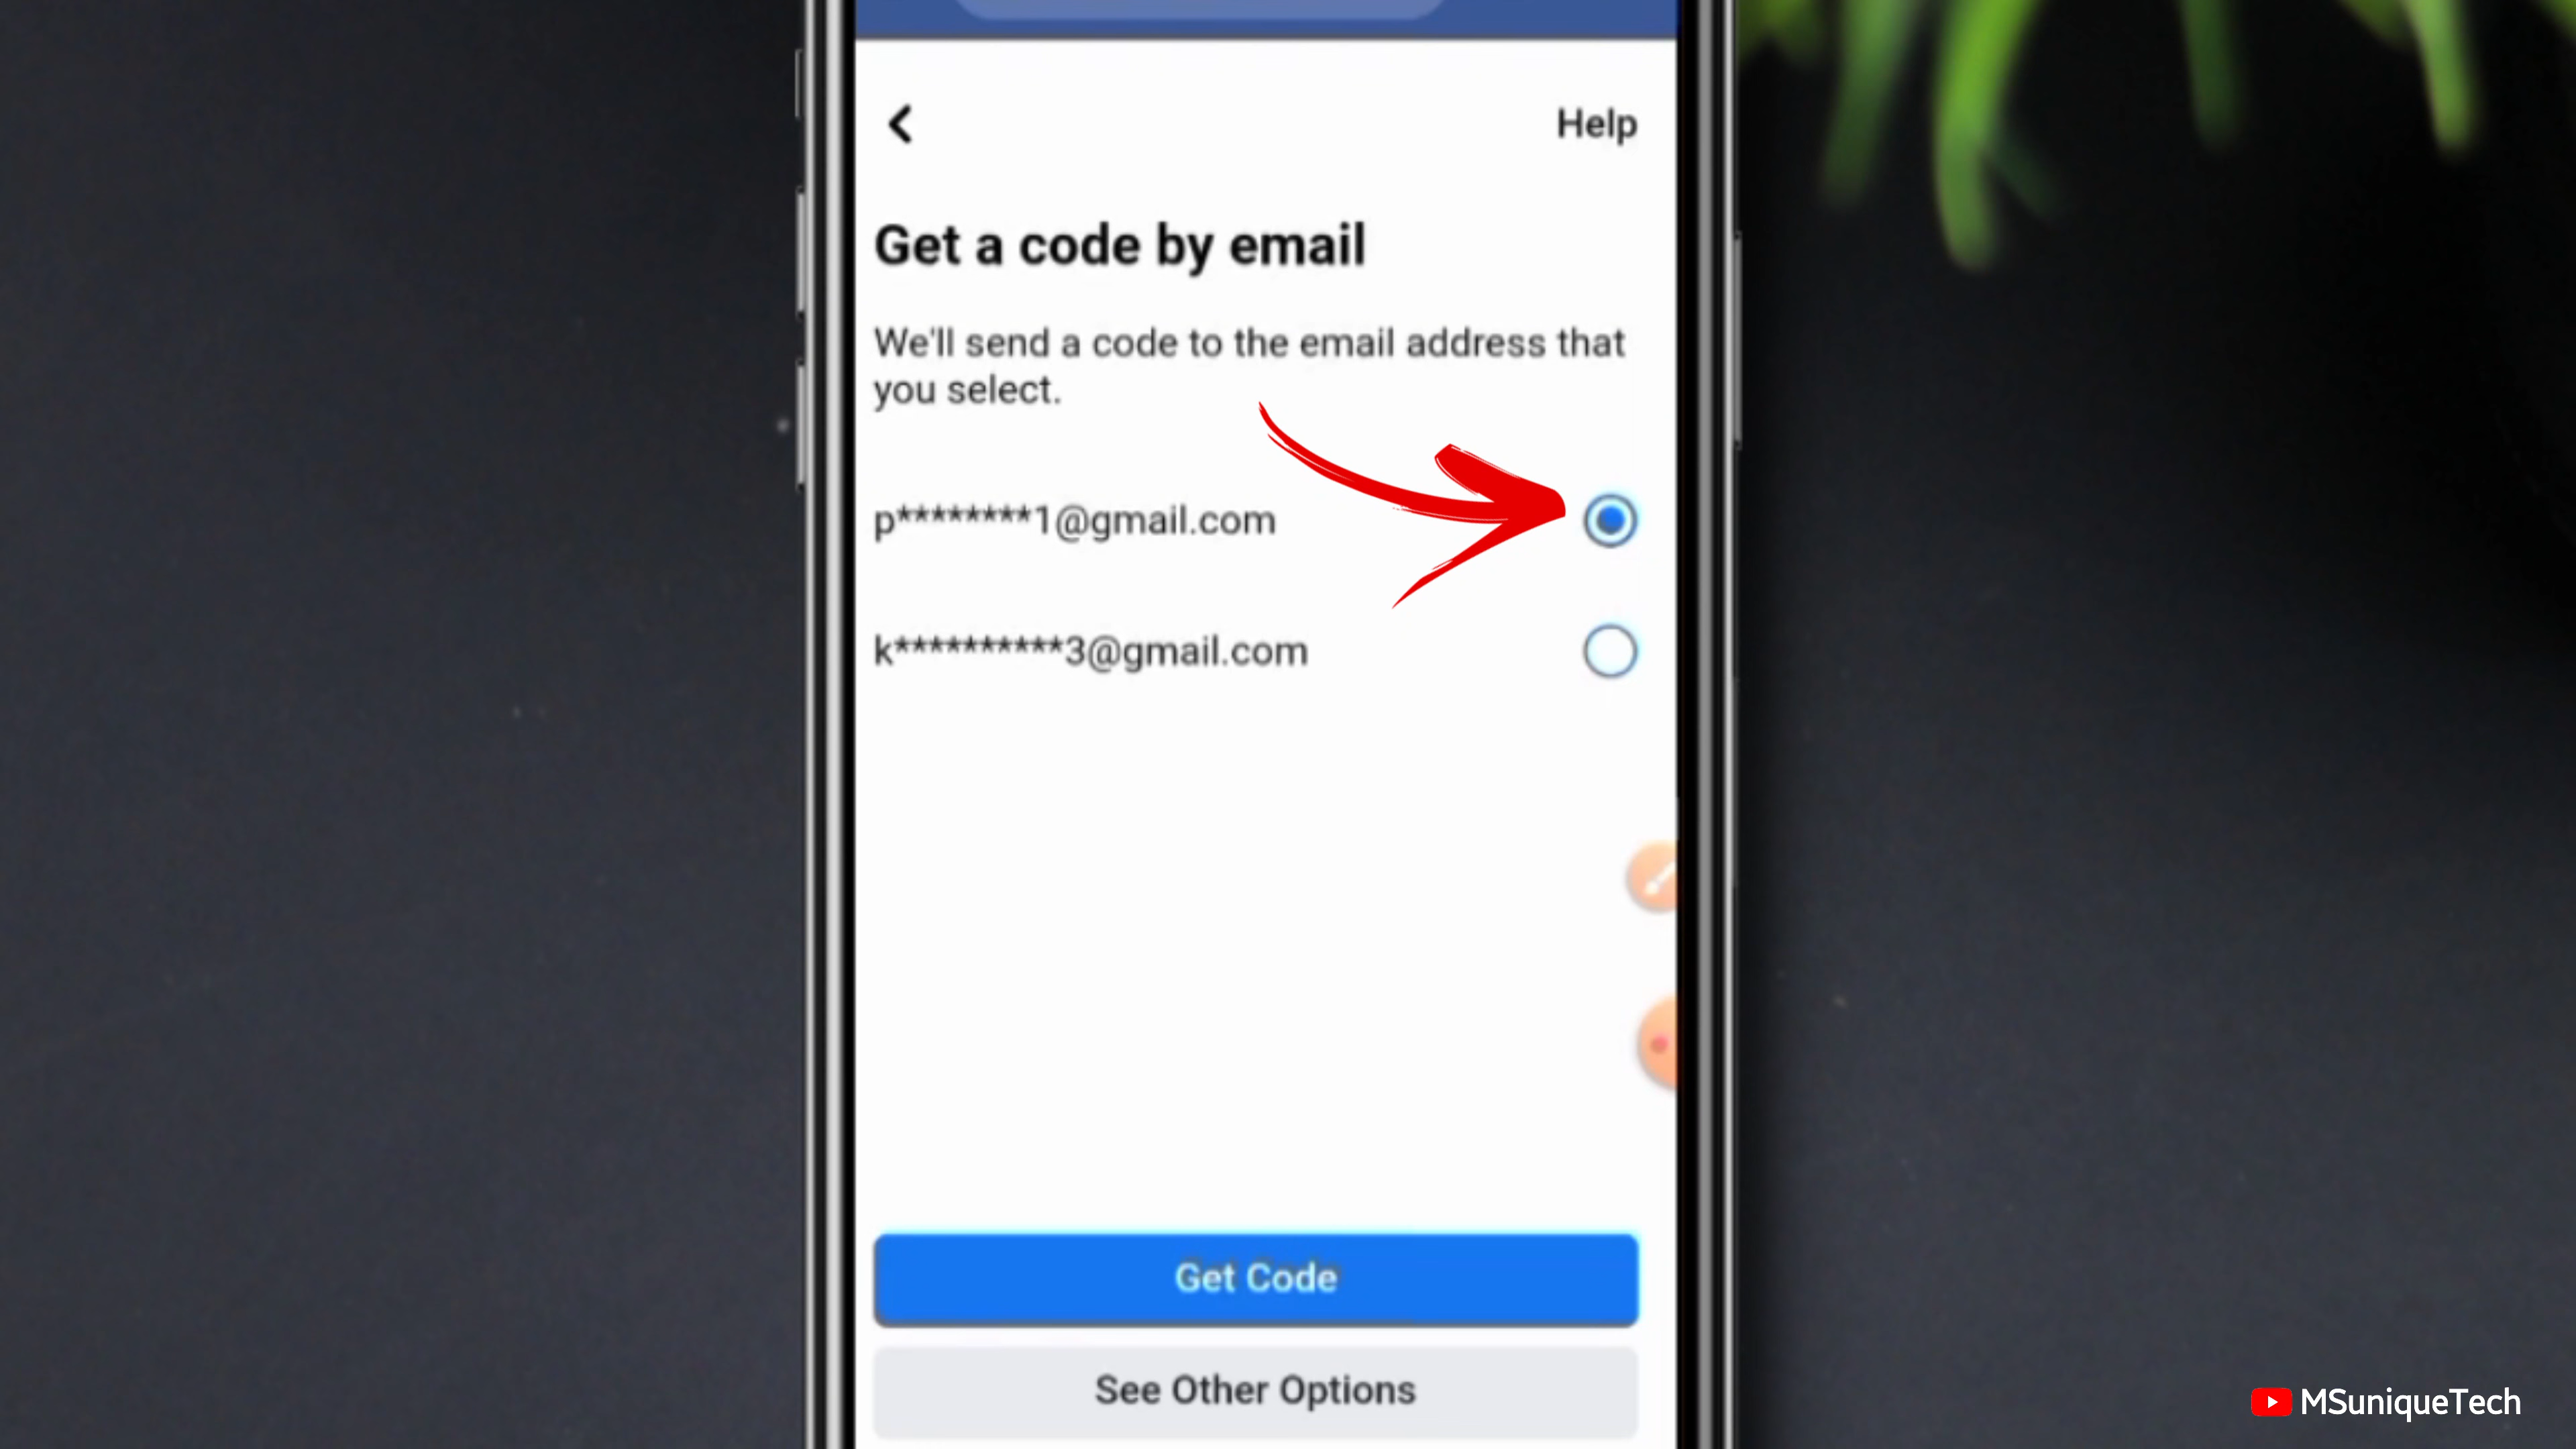 Help
Get a code by email
We'll send a code to the email address that
you select.
p********1@gmail.com
k**********3@gmail.com
Get Code
See Other Options
MSuniqueTech